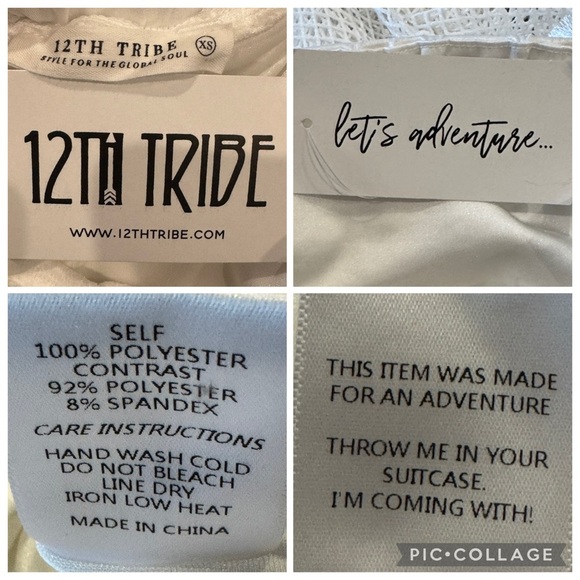 12TH TRIBE XS
STYLE FOR THE GLOBAL SOUL
12TH TRIBE
WWW.12THTRIBE.COM
let's adventure...
SELF
100% POLYESTER
CONTRAST
92% POLYESTER
8% SPANDEX
CARE INSTRUCTIONS
HAND WASH COLD
DO NOT BLEACH
LINE DRY
IRON LOW HEAT
MADE IN CHINA
THIS ITEM WAS MADE
FOR AN ADVENTURE
THROW ME IN YOUR
SUITCASE.
I'M COMING WITH!
PIC•COLLAGE